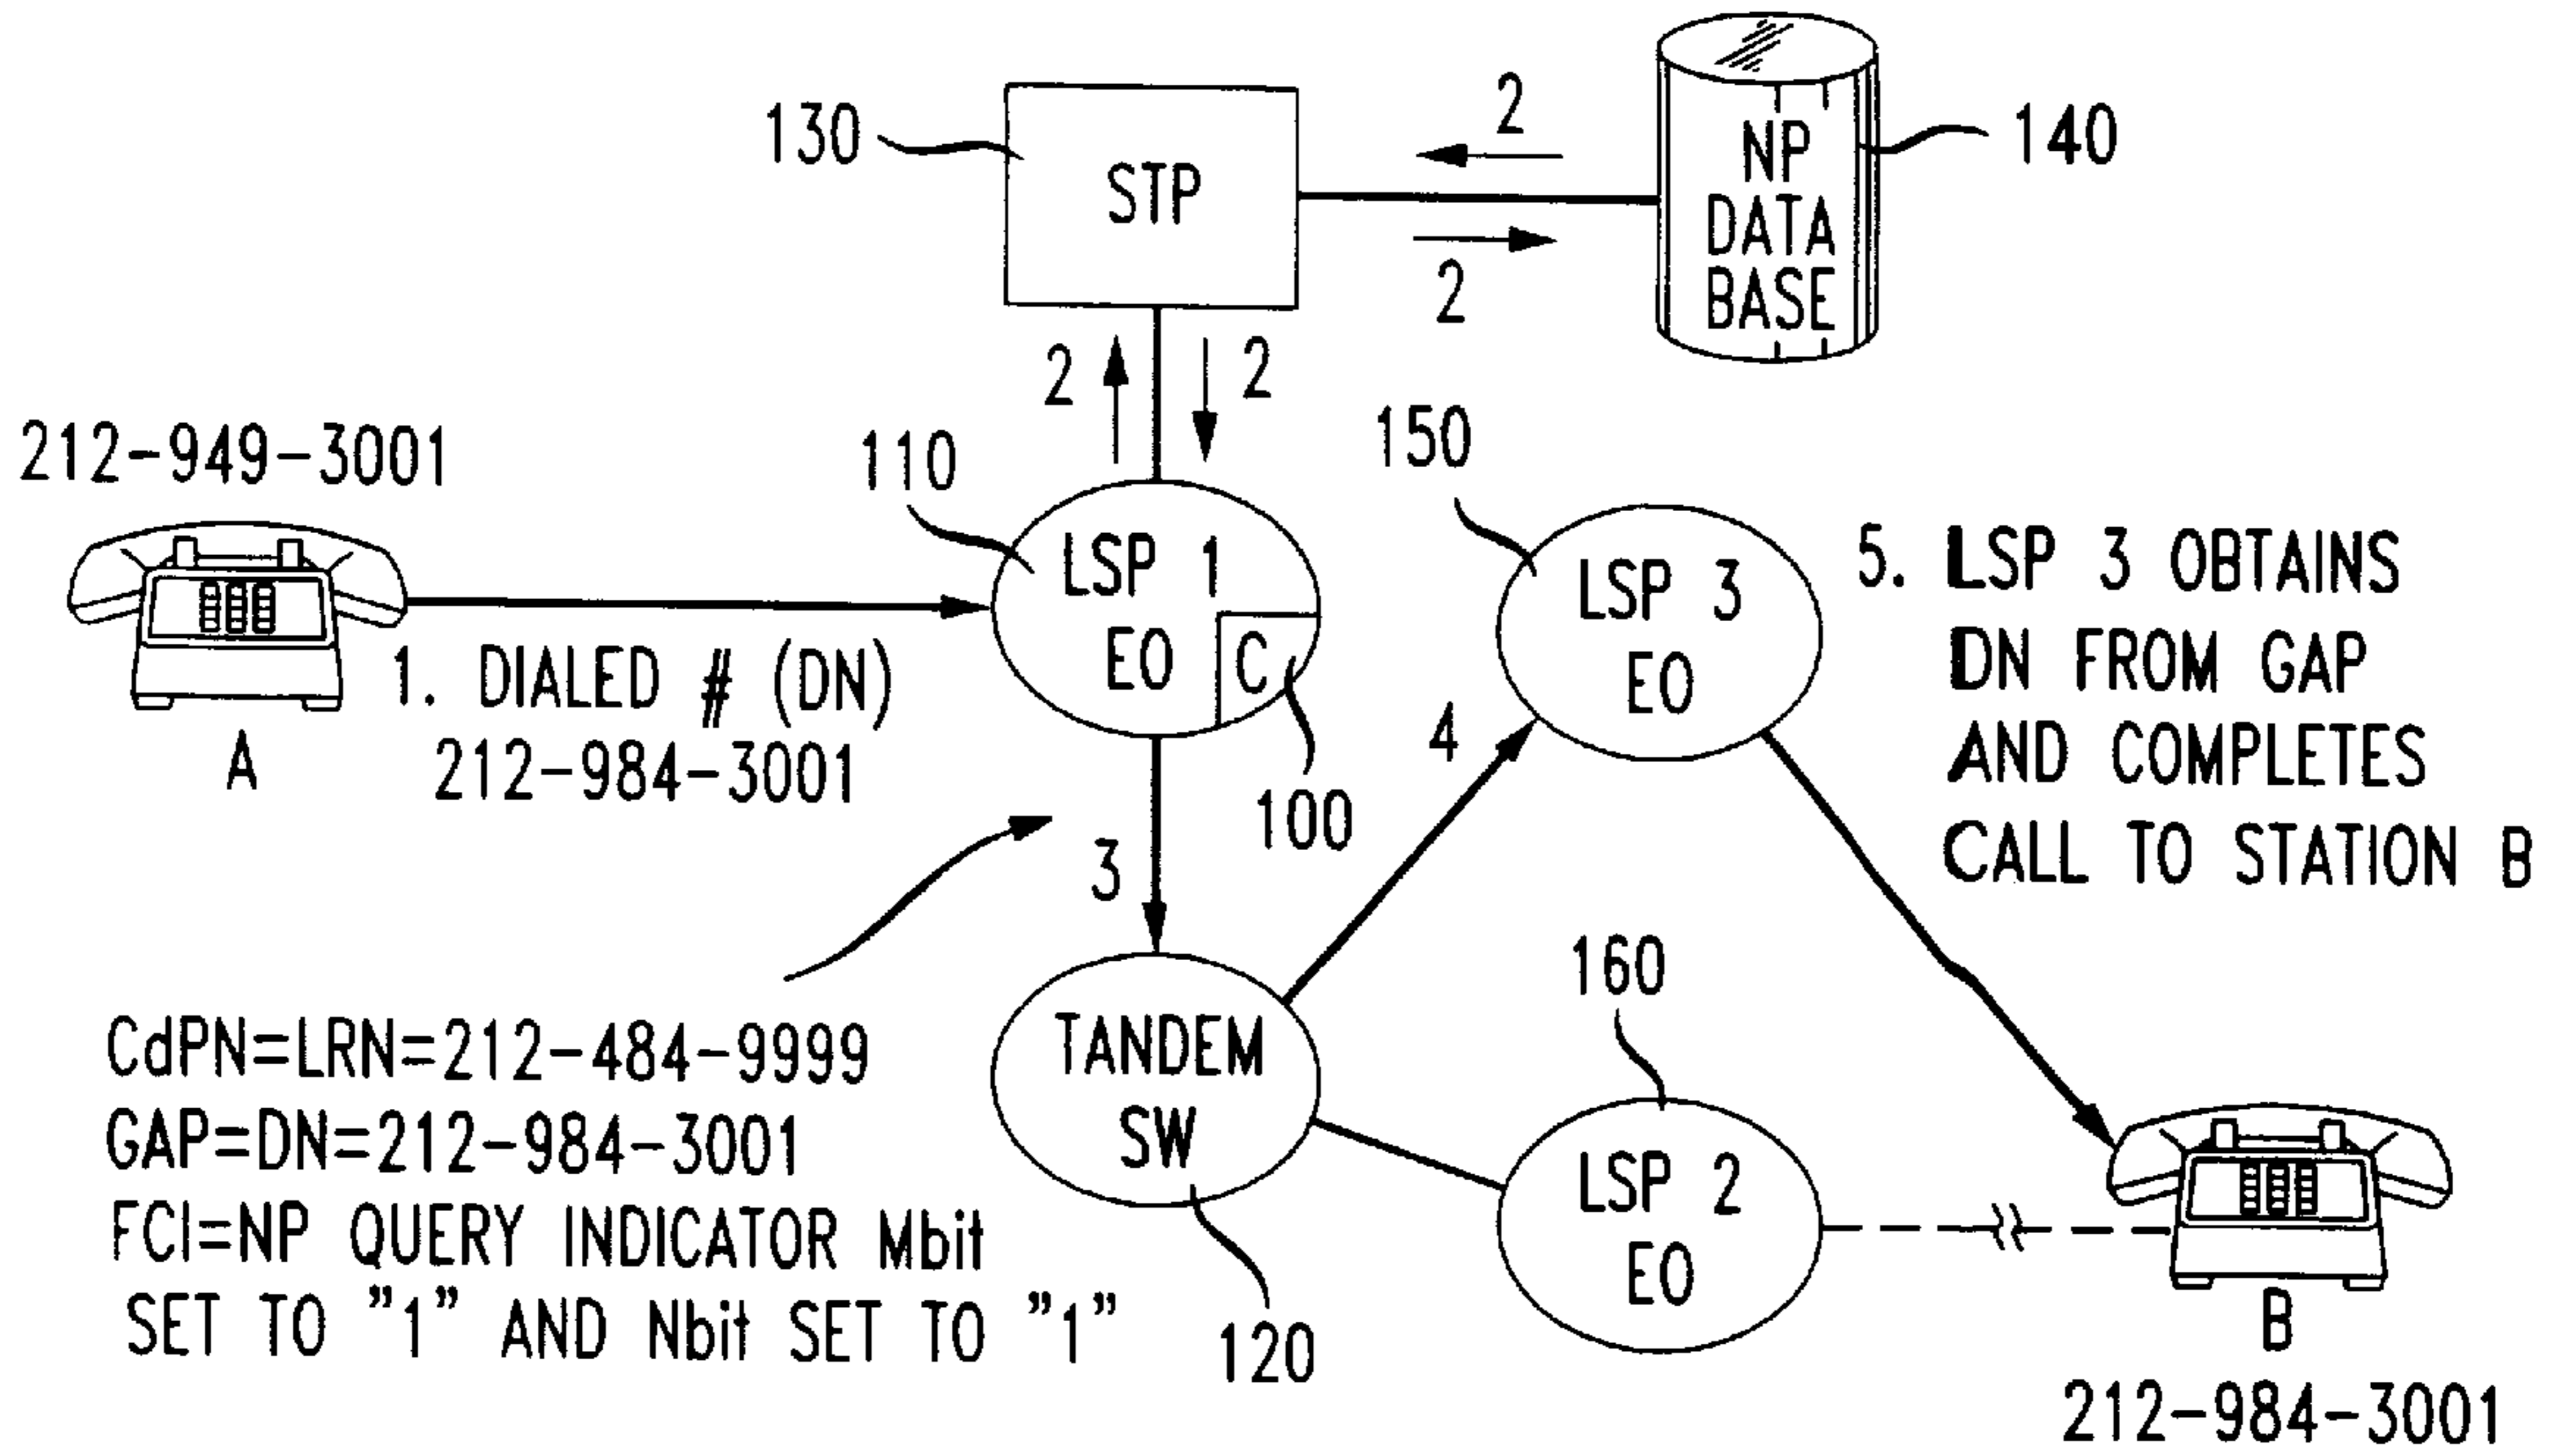 130
STP
2
2
NP
DATA
BASE
140
2
2
212-949-3001
110
LSP 1
EO
C
100
150
LSP 3
EO
5. LSP 3 OBTAINS
DN FROM GAP
AND COMPLETES
CALL TO STATION B
A
1. DIALED # (DN)
212-984-3001
3
4
CdPN=LRN=212-484-9999
GAP=DN=212-984-3001
FCI=NP QUERY INDICATOR Mbit
SET TO "1" AND Nbit SET TO "1"
TANDEM
SW
120
160
LSP 2
EO
B
212-984-3001